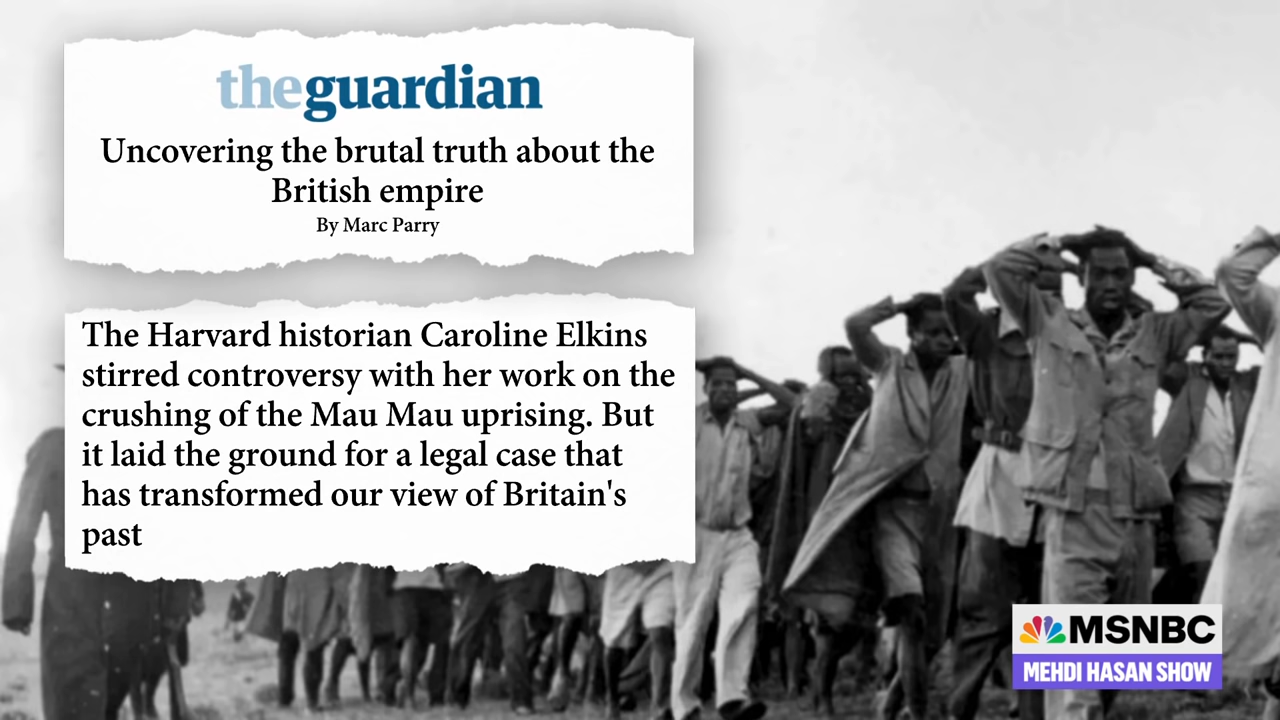 theguardian
Uncovering the brutal truth about the
British empire
By Marc Parry
The Harvard historian Caroline Elkins
stirred controversy with her work on the
crushing of the Mau Mau uprising. But
it laid the ground for a legal case that
has transformed our view of Britain's
past
MSNBC
MEHDI HASAN SHOW